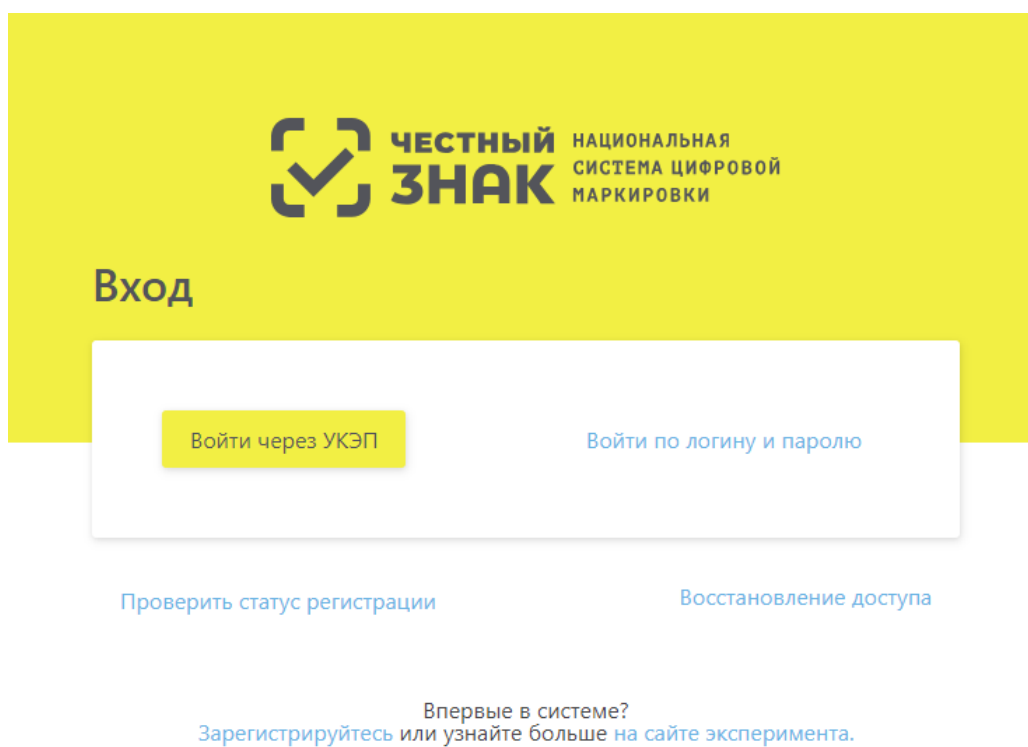 ЧЕСТНЫЙ
ЗНАК
НАЦИОНАЛЬНАЯ
СИСТЕМА ЦИФРОВОЙ
МАРКИРОВКИ
Вход
Войти через УКЭП
Войти по логину и паролю
Проверить статус регистрации
Восстановление доступа
Впервые в системе?
Зарегистрируйтесь или узнайте больше на сайте эксперимента.